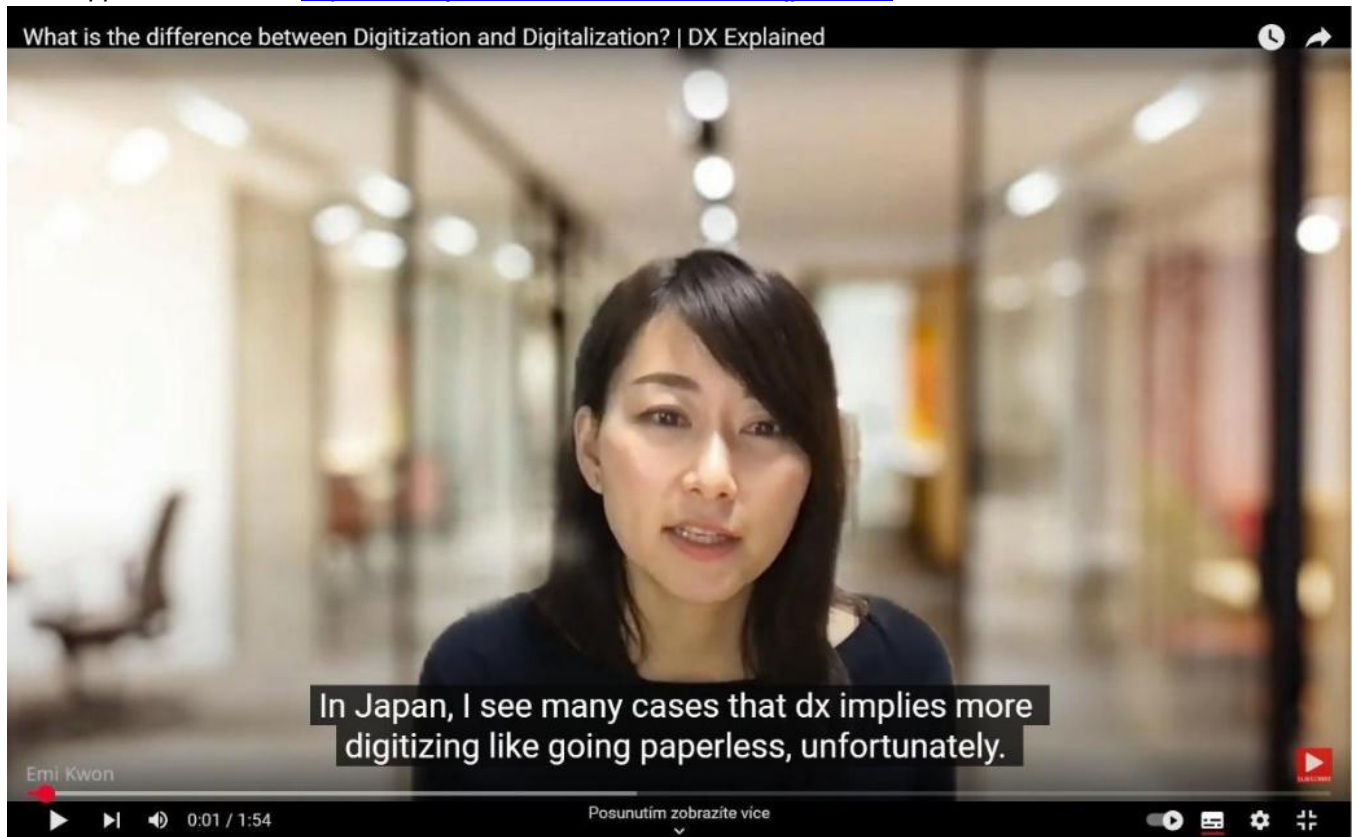 What is the difference between Digitization and Digitalization? | DX Explained
In Japan, I see many cases that dx implies more
digitizing like going paperless, unfortunately.
Emi Kwon
SUBSCRIBE
0:01 / 1:54
Posunutím zobrazíte více